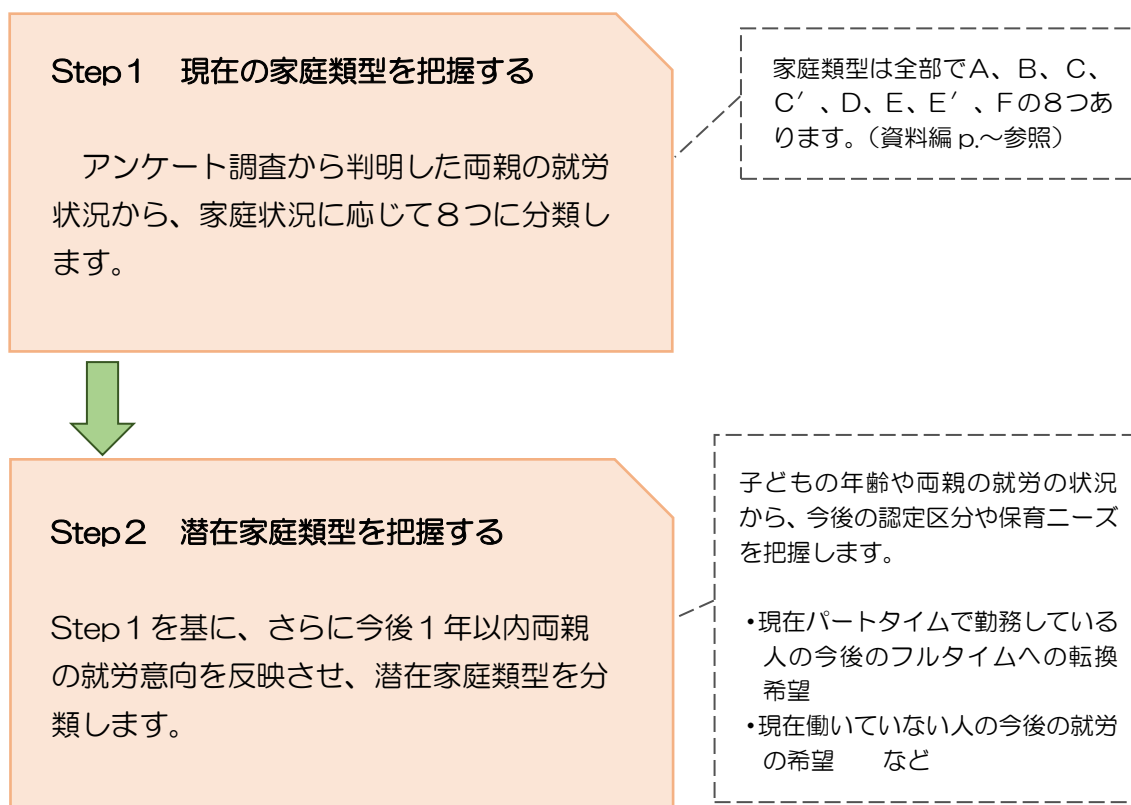 Step１　現在の家庭類型を把握する
アンケート調査から判明した両親の就労
状況から、家庭状況に応じて８つに分類し
ます。
家庭類型は全部でＡ、Ｂ、Ｃ、
Ｃ′、Ｄ、Ｅ、Ｅ′、Ｆの８つあ
ります。（資料編 p.～参照）
Step２　潜在家庭類型を把握する
Step１を基に、さらに今後１年以内両親
の就労意向を反映させ、潜在家庭類型を分
類します。
子どもの年齢や両親の就労の状況
から、今後の認定区分や保育ニーズ
を把握します。
・現在パートタイムで勤務している
人の今後のフルタイムへの転換
希望
・現在働いていない人の今後の就労
の希望　　など